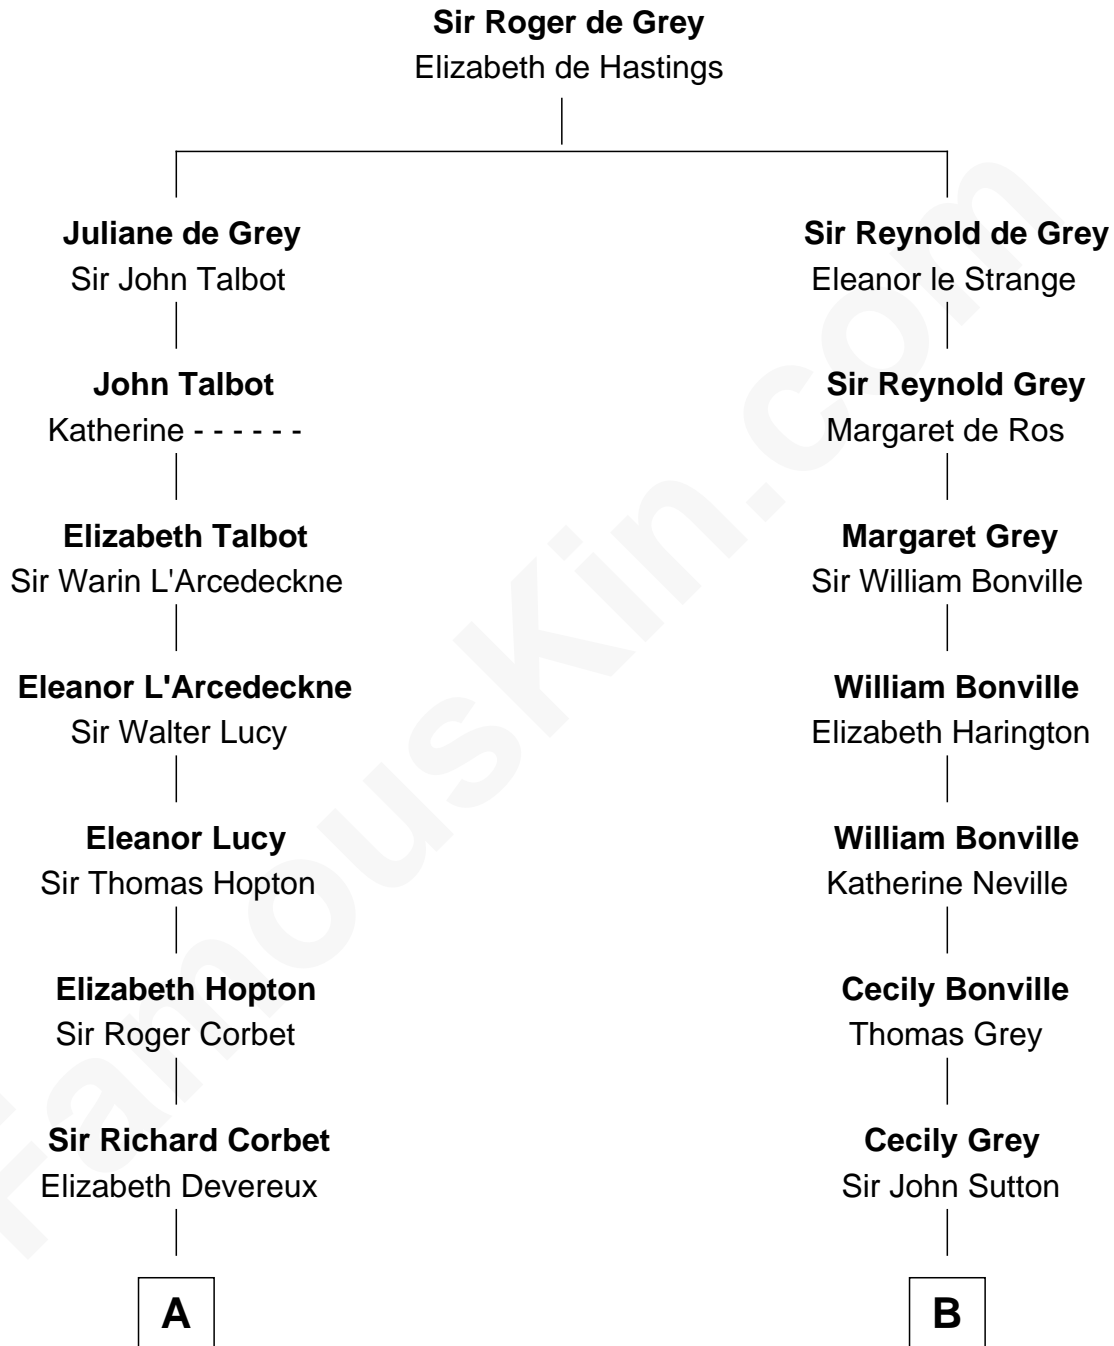 Sir Roger de Grey
Elizabeth de Hastings
Juliane de Grey
Sir John Talbot
Sir Reynold de Grey
Eleanor le Strange
John Talbot
Katherine - - - - - -
Sir Reynold Grey
Margaret de Ros
Elizabeth Talbot
Sir Warin L'Arcedeckne
Margaret Grey
Sir William Bonville
Eleanor L'Arcedeckne
Sir Walter Lucy
William Bonville
Elizabeth Harington
Eleanor Lucy
Sir Thomas Hopton
William Bonville
Katherine Neville
Elizabeth Hopton
Sir Roger Corbet
Cecily Bonville
Thomas Grey
Sir Richard Corbet
Elizabeth Devereux
Cecily Grey
Sir John Sutton
A
B
FamousKin.com